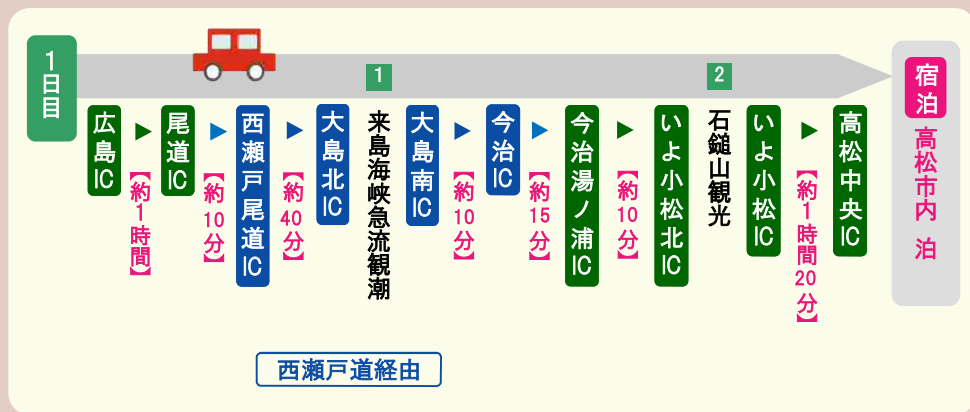 1日目
広島IC
【約1時間】
尾道IC
【約10分】
西瀬戸尾道IC
【約40分】
大島北IC
1
来島海峡急流観潮
大島南IC
【約10分】
今治IC
【約15分】
今治湯ノ浦IC
【約10分】
いよ小松北IC
2
石鎚山観光
いよ小松IC
【約1時間20分】
高松中央IC
宿泊
高松市内 泊
西瀬戸道経由